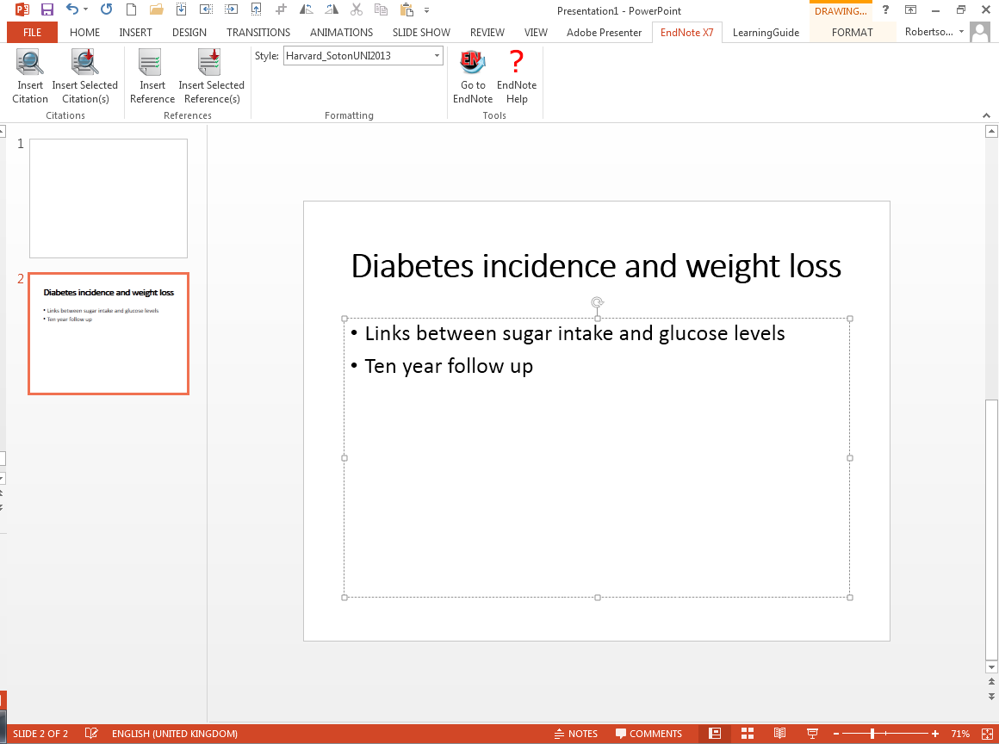 Presentation1 - PowerPoint
DRAWING...
?
FILE HOME INSERT DESIGN TRANSITIONS ANIMATIONS SLIDE SHOW REVIEW VIEW Adobe Presenter EndNote X7 LearningGuide FORMAT Robertso...
Style: Harvard_SotonUNI2013
EN
?
Insert Citation
Insert Selected Citation(s)
Insert Reference
Insert Selected Reference(s)
Go to EndNote
EndNote Help
Citations References Formatting Tools
1
2
Diabetes incidence and weight loss
• Links between sugar intake and glucose levels
• Ten year follow up
Diabetes incidence and weight loss
• Links between sugar intake and glucose levels
• Ten year follow up
SLIDE 2 OF 2 ENGLISH (UNITED KINGDOM) NOTES COMMENTS 71%